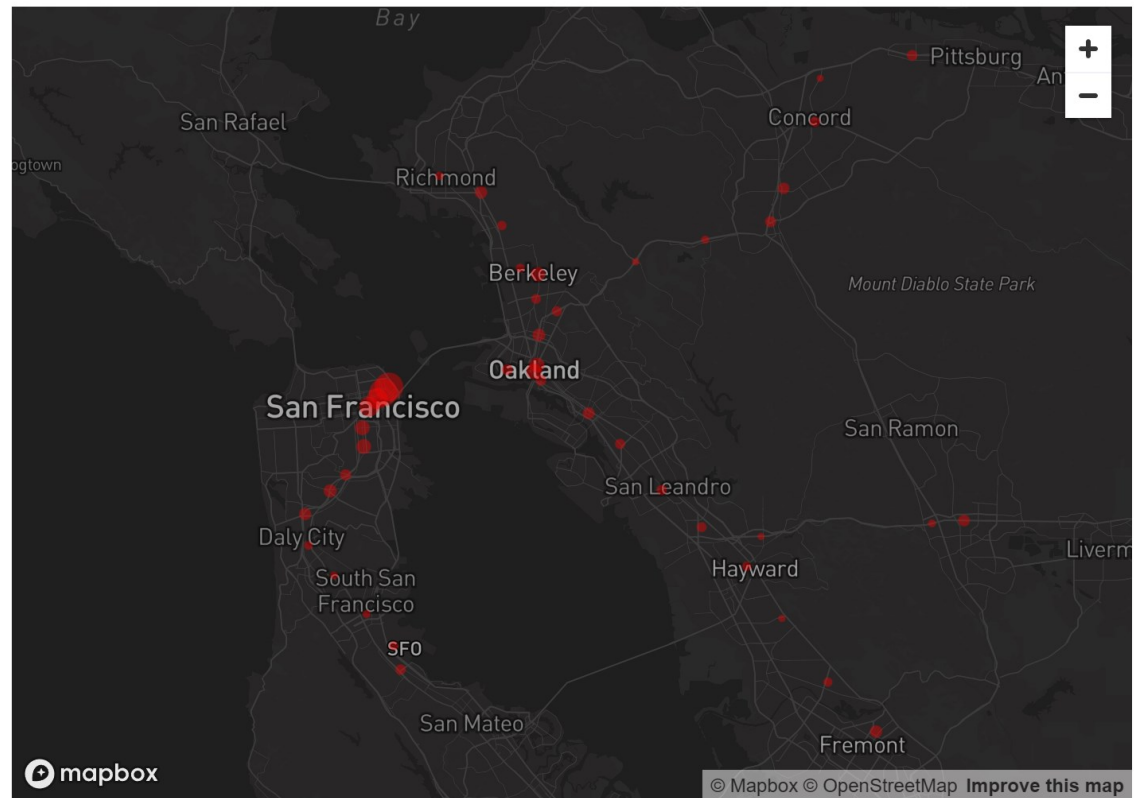 Bay
Pittsburg
An
Concord
San Rafael
ogtown
Richmond
Berkeley
Mount Diablo State Park
Oakland
San Francisco
San Ramon
San Leandro
Daly City
Liverm
South San
Francisco
Hayward
SFO
San Mateo
Fremont
mapbox
© Mapbox © OpenStreetMap Improve this map